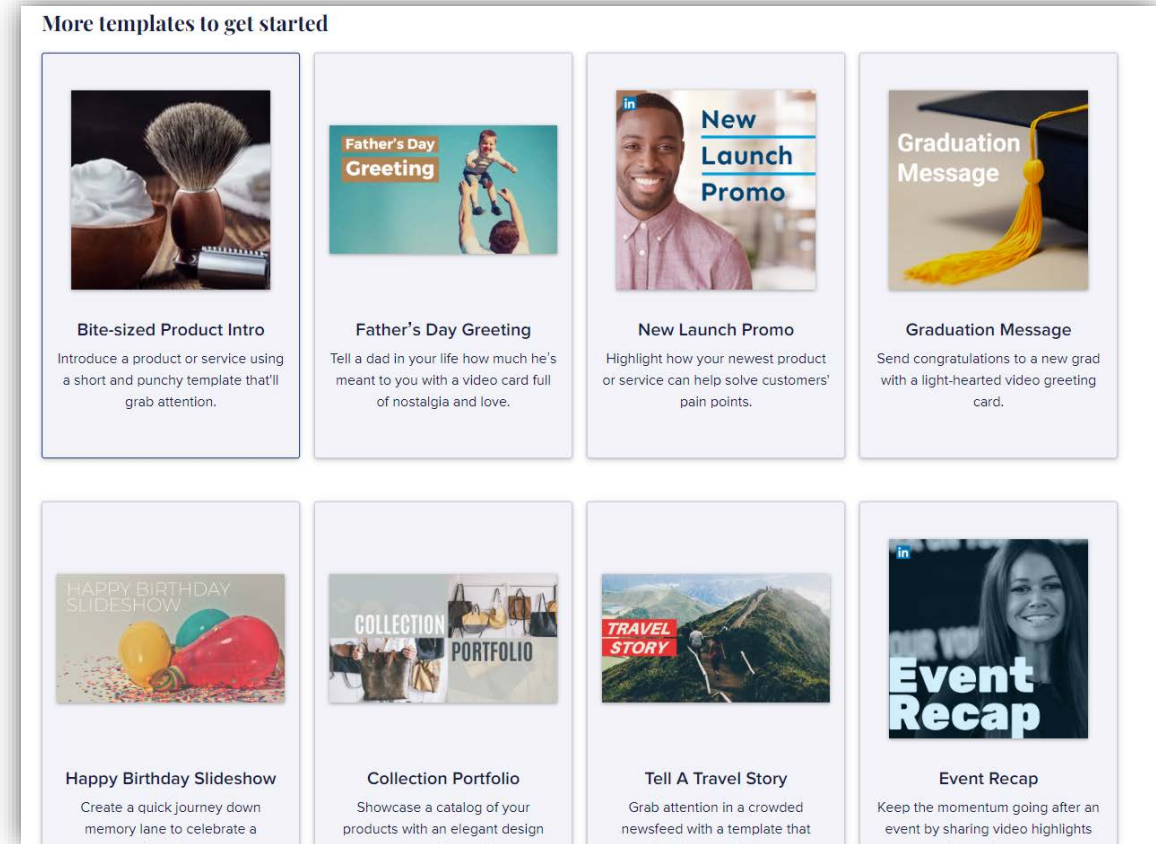 More templates to get started
Father's Day
Greeting
in
New
Launch
Promo
Graduation
Message
Bite-sized Product Intro
Introduce a product or service using
a short and punchy template that'll
grab attention.
Father's Day Greeting
Tell a dad in your life how much he's
meant to you with a video card full
of nostalgia and love.
New Launch Promo
Highlight how your newest product
or service can help solve customers'
pain points.
Graduation Message
Send congratulations to a new grad
with a light-hearted video greeting
card.
HAPPY BIRTHDAY
SLIDESHOW
COLLECTION
PORTFOLIO
TRAVEL
STORY
in
Event
Recap
Happy Birthday Slideshow
Create a quick journey down
memory lane to celebrate a
Collection Portfolio
Showcase a catalog of your
products with an elegant design
Tell A Travel Story
Grab attention in a crowded
newsfeed with a template that
Event Recap
Keep the momentum going after an
event by sharing video highlights